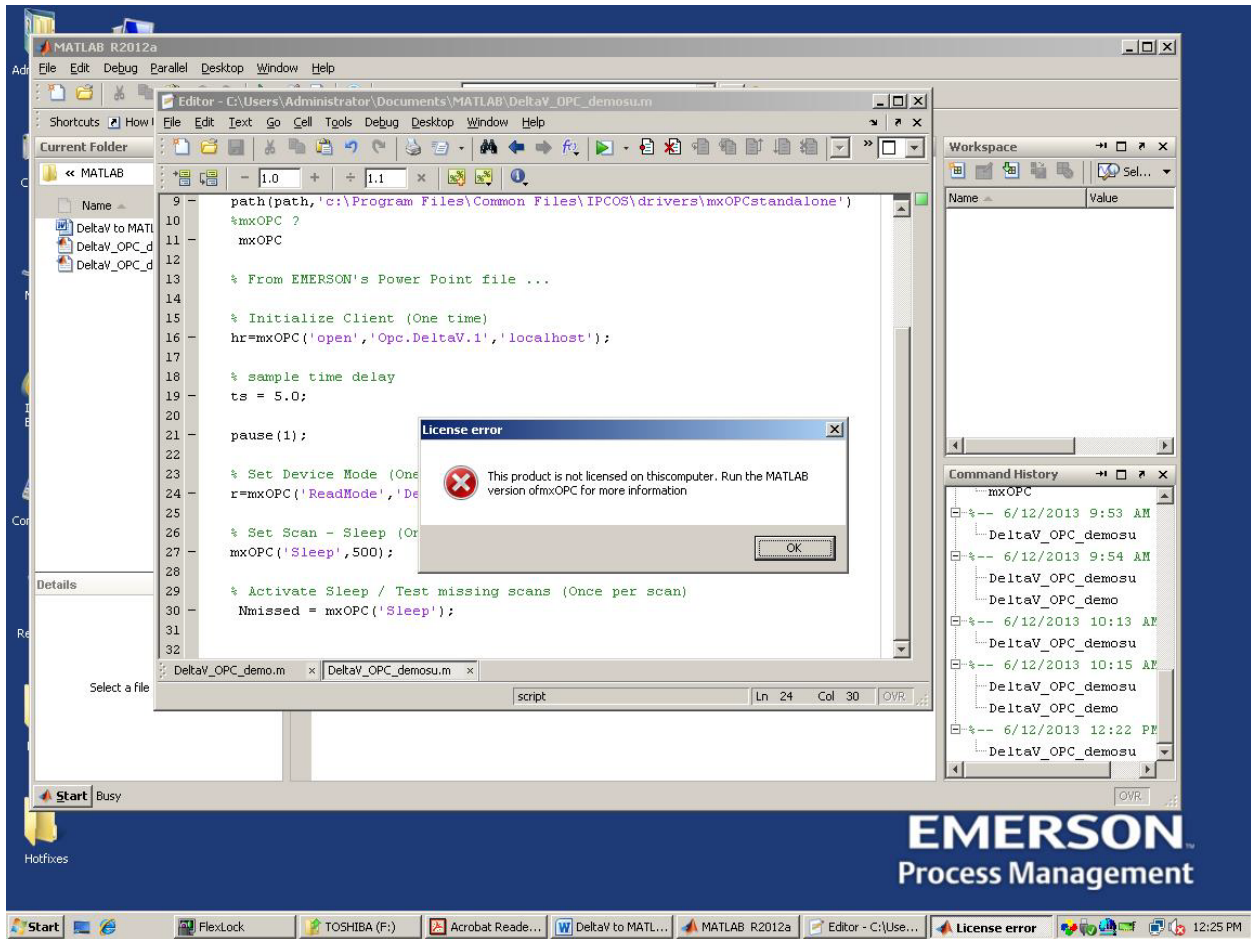 MATLAB R2012a
File Edit Debug Parallel Desktop Window Help
Shortcuts
Current Folder
« MATLAB
Name
DeltaV to MATL
DeltaV_OPC_d
DeltaV_OPC_d
Details
Select a file
Start Busy
OVR
Editor - C:\Users\Administrator\Documents\MATLAB\DeltaV_OPC_demosu.m
File Edit Text Go Cell Tools Debug Desktop Window Help
- 1.0 + ÷ 1.1 ×
9 - path(path,'c:\Program Files\Common Files\IPCOS\drivers\mxOPCstandalone')
10 %mxOPC ?
11 - mxOPC
12
13 % From EMERSON's Power Point file ...
14
15 % Initialize Client (One time)
16 - hr=mxOPC('open','Opc.DeltaV.1','localhost');
17
18 % sample time delay
19 - ts = 5.0;
20
21 - pause(1);
22
23 % Set Device Mode (One
24 - r=mxOPC('ReadMode','De
25
26 % Set Scan - Sleep (On
27 - mxOPC('Sleep',500);
28
29 % Activate Sleep / Test missing scans (Once per scan)
30 - Nmissed = mxOPC('Sleep');
31
32
DeltaV_OPC_demo.m × DeltaV_OPC_demosu.m ×
script Ln 24 Col 30 OVR
License error
This product is not licensed on thiscomputer. Run the MATLAB
version ofmxOPC for more information
OK
Workspace
Sel...
Name Value
Command History
mxOPC
%-- 6/12/2013 9:53 AM
DeltaV_OPC_demosu
%-- 6/12/2013 9:54 AM
DeltaV_OPC_demosu
DeltaV_OPC_demo
%-- 6/12/2013 10:13 AM
DeltaV_OPC_demosu
%-- 6/12/2013 10:15 AM
DeltaV_OPC_demosu
DeltaV_OPC_demo
%-- 6/12/2013 12:22 PM
DeltaV_OPC_demosu
Hotfixes
EMERSON
Process Management
Start FlexLock TOSHIBA (F:) Acrobat Reade... DeltaV to MATL... MATLAB R2012a Editor - C:\Use... License error 12:25 PM